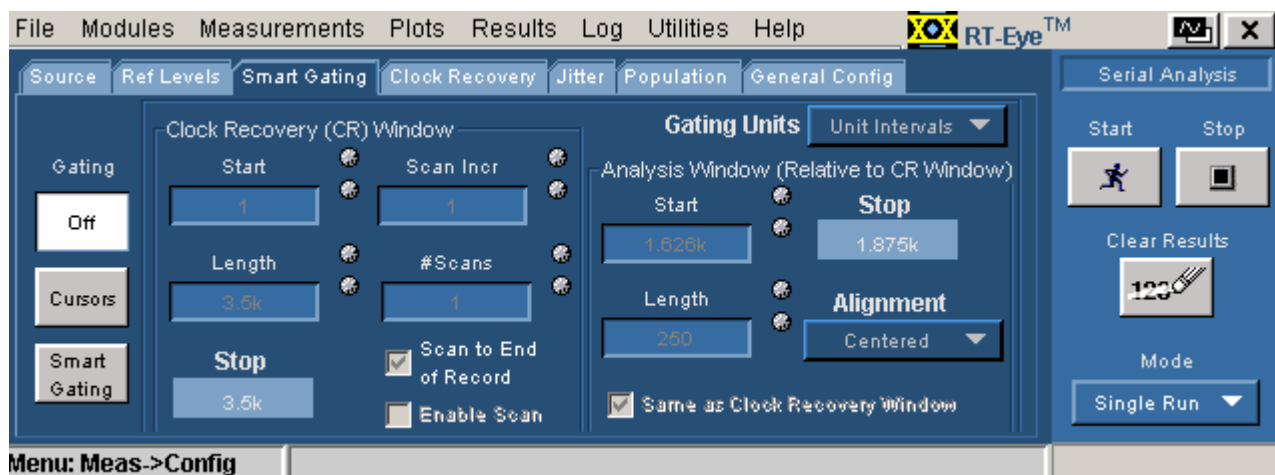 File Modules Measurements Plots Results Log Utilities Help RT-Eye™
Source Ref Levels Smart Gating Clock Recovery Jitter Population General Config
Serial Analysis
Clock Recovery (CR) Window
Gating Units Unit Intervals
Start Stop
Gating
Start Scan Incr
Analysis Window (Relative to CR Window)
Off
1 1
Start Stop
1.626k 1.875k
Clear Results
Length #Scans
Cursors
3.5k 1
Length Alignment
123
250 Centered
Smart
Gating
Stop
Scan to End
of Record
Mode
3.5k
Enable Scan
Same as Clock Recovery Window
Single Run
Menu: Meas->Config